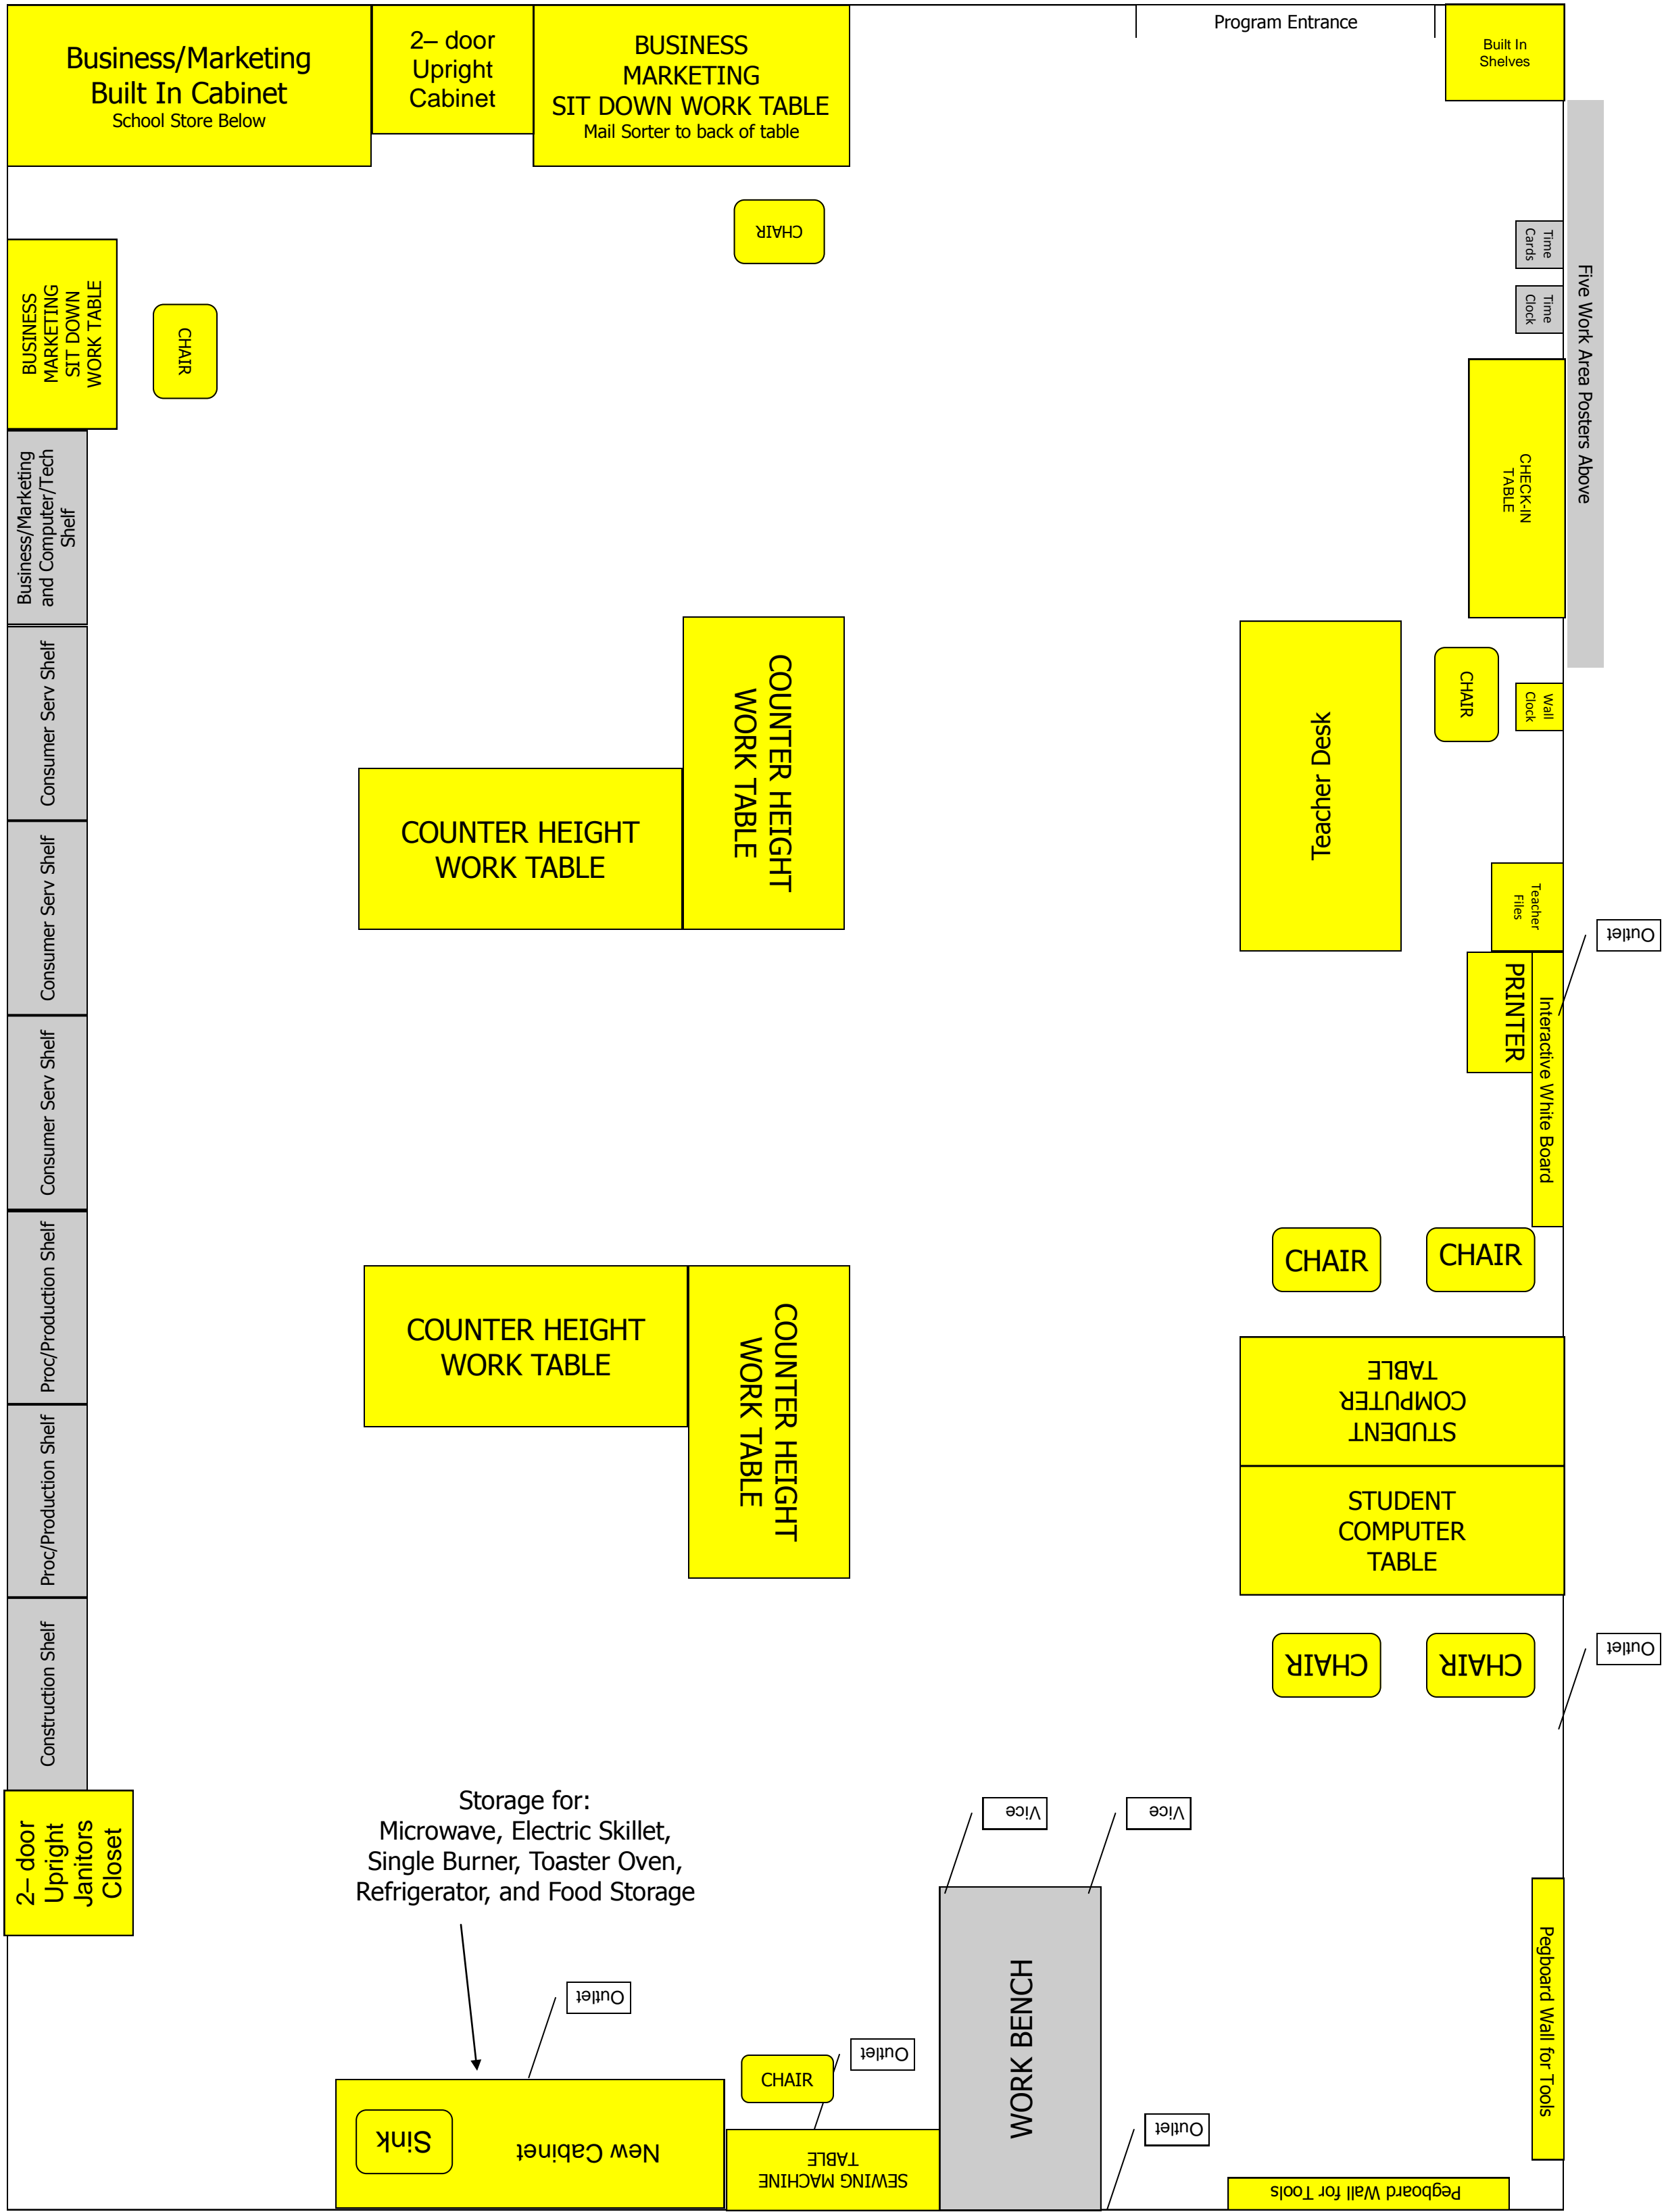 Program Entrance
Business/Marketing
Built In Cabinet
School Store Below
2– door
Upright
Cabinet
BUSINESS
MARKETING
SIT DOWN WORK TABLE
Mail Sorter to back of table
Built In
Shelves
CHAIR
Time
Cards
Time
Clock
Five Work Area Posters Above
BUSINESS
MARKETING
SIT DOWN
WORK TABLE
CHAIR
CHECK-IN
TABLE
Business/Marketing
and Computer/Tech
Shelf
Consumer Serv Shelf
COUNTER HEIGHT
WORK TABLE
COUNTER HEIGHT
WORK TABLE
Teacher Desk
CHAIR
Wall
Clock
Consumer Serv Shelf
Teacher
Files
Outlet
PRINTER
Interactive White Board
Consumer Serv Shelf
Proc/Production Shelf
CHAIR
CHAIR
COUNTER HEIGHT
WORK TABLE
COUNTER HEIGHT
WORK TABLE
STUDENT
COMPUTER
TABLE
Proc/Production Shelf
STUDENT
COMPUTER
TABLE
Construction Shelf
CHAIR
CHAIR
Outlet
2– door
Upright
Janitors
Closet
Storage for:
Microwave, Electric Skillet,
Single Burner, Toaster Oven,
Refrigerator, and Food Storage
Vice
Vice
Outlet
Outlet
CHAIR
WORK BENCH
Pegboard Wall for Tools
Sink
New Cabinet
SEWING MACHINE
TABLE
Outlet
Pegboard Wall for Tools